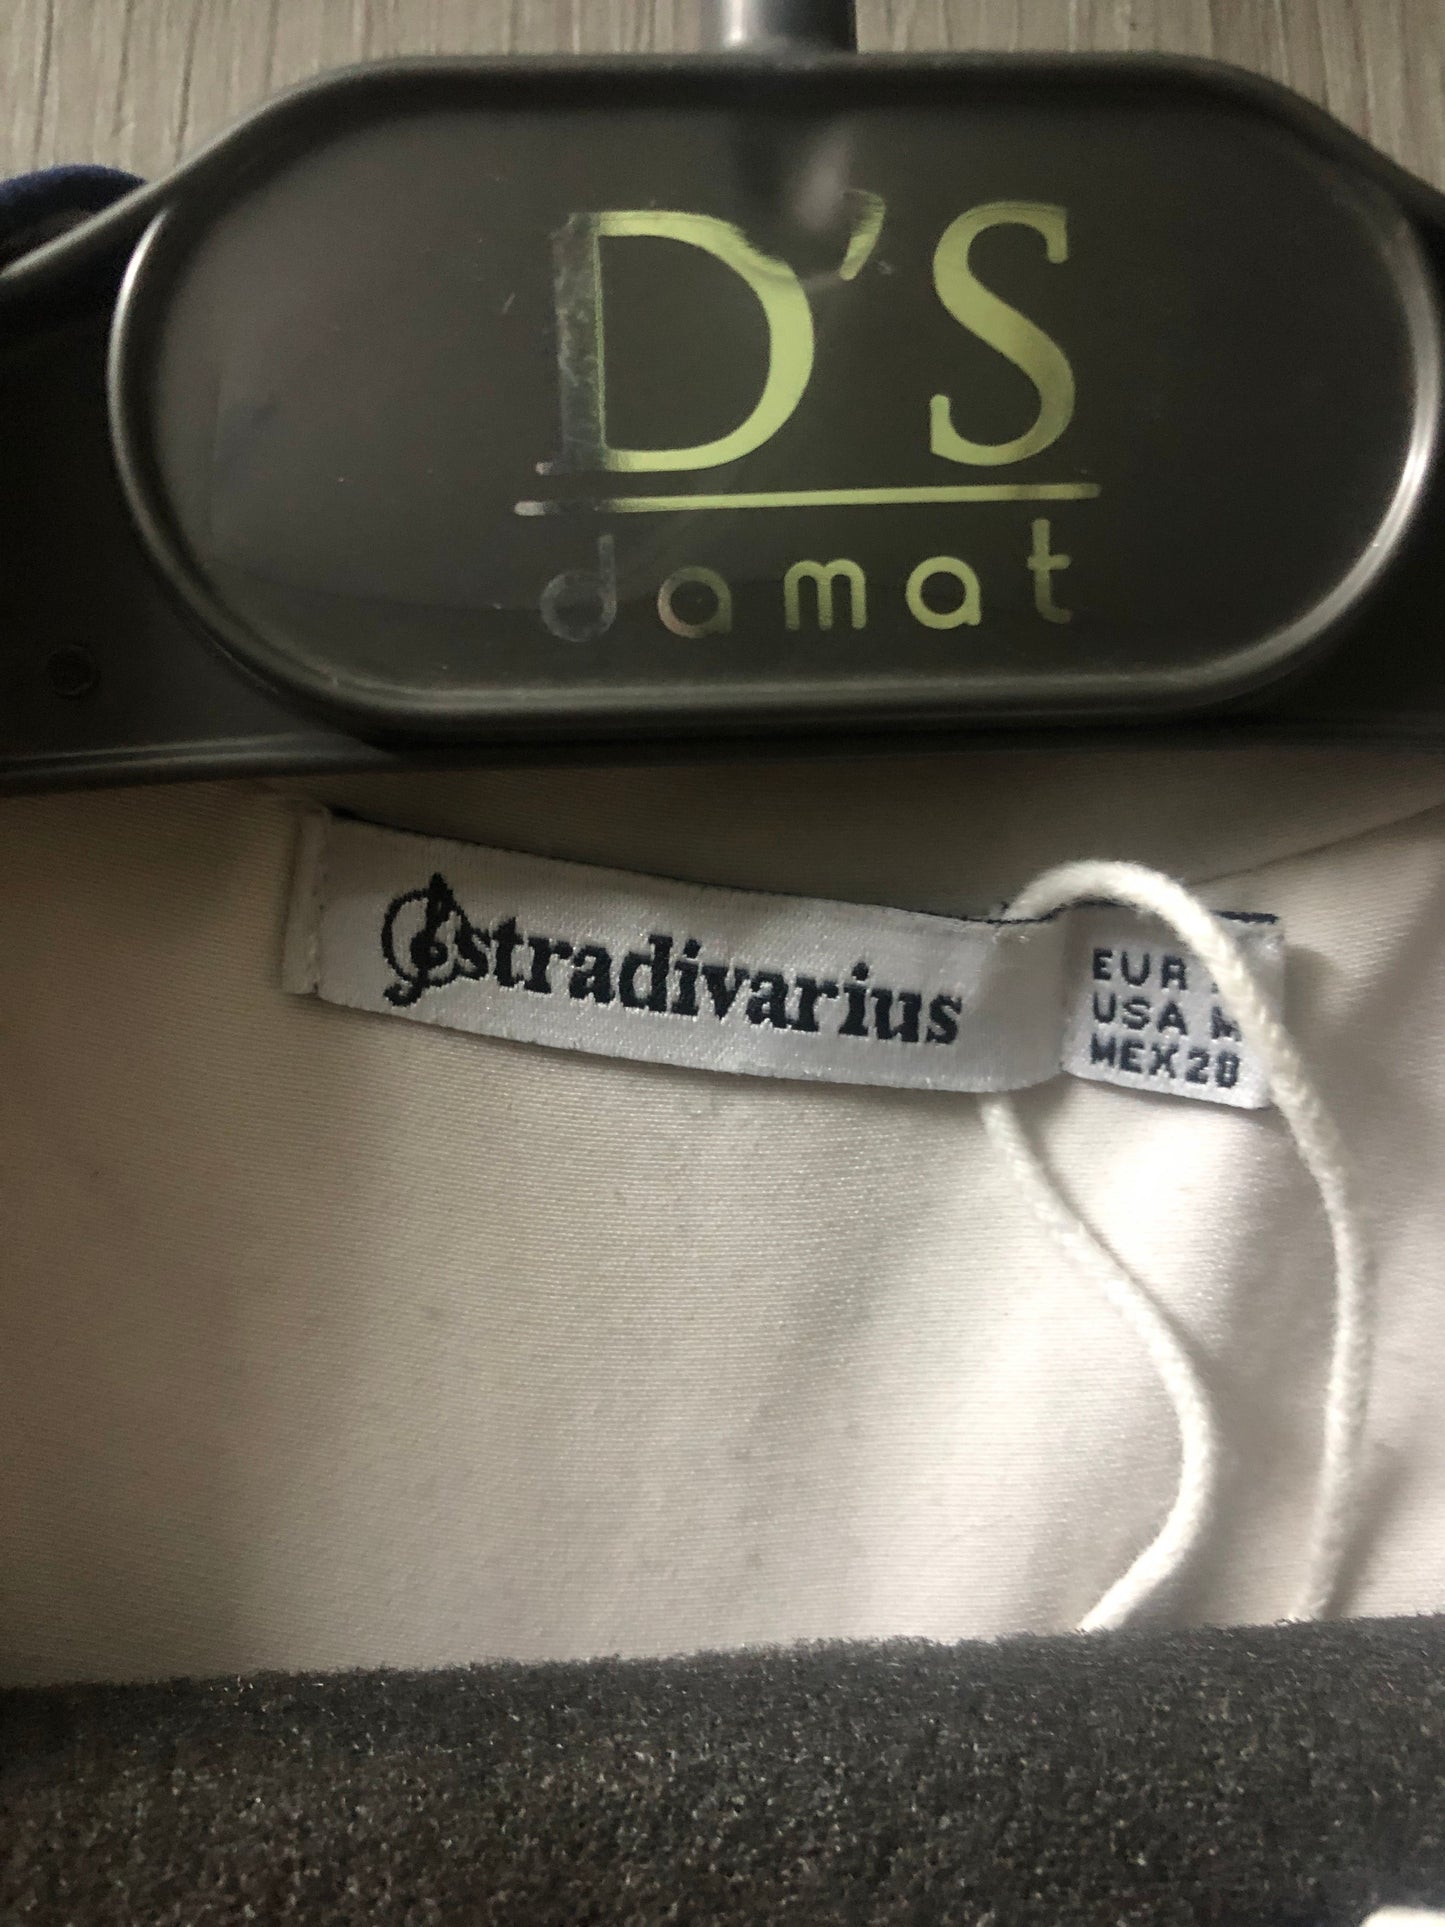 D'S
damat
stradivarius
EUR
USA M
MEX 28